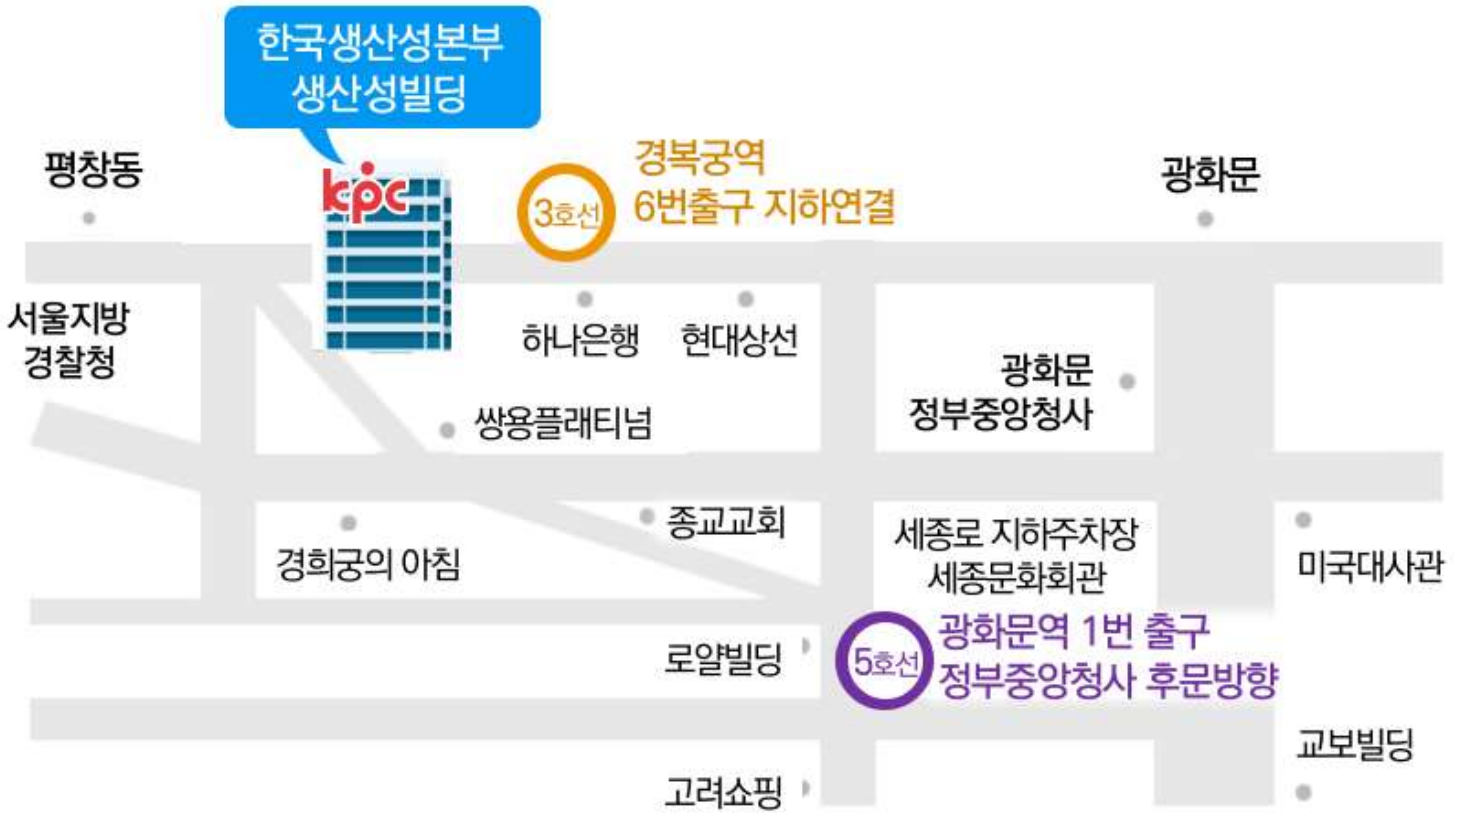 한국생산성본부
생산성빌딩
kpc
평창동
3호선
경복궁역
6번출구 지하연결
광화문
서울지방
경찰청
하나은행
현대상선
광화문
정부중앙청사
쌍용플래티넘
경희궁의 아침
종교교회
세종로 지하주차장
세종문화회관
미국대사관
로얄빌딩
5호선
광화문역 1번 출구
정부중앙청사 후문방향
교보빌딩
고려쇼핑